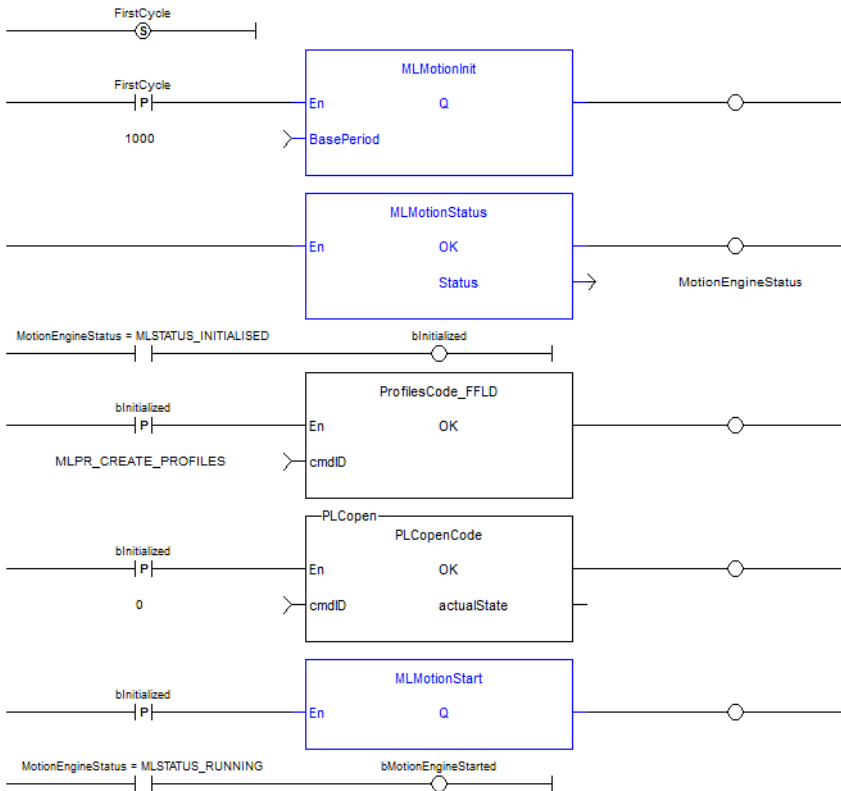 FirstCycle
S
MLMotionInit
FirstCycle
P
En
Q
1000
BasePeriod
MLMotionStatus
En
OK
Status
MotionEngineStatus
MotionEngineStatus = MLSTATUS_INITIALISED
bInitialized
ProfilesCode_FFLD
bInitialized
P
En
OK
MLPR_CREATE_PROFILES
cmdID
PLCopen
PLCopenCode
bInitialized
P
En
OK
0
cmdID
actualState
MLMotionStart
bInitialized
P
En
Q
MotionEngineStatus = MLSTATUS_RUNNING
bMotionEngineStarted